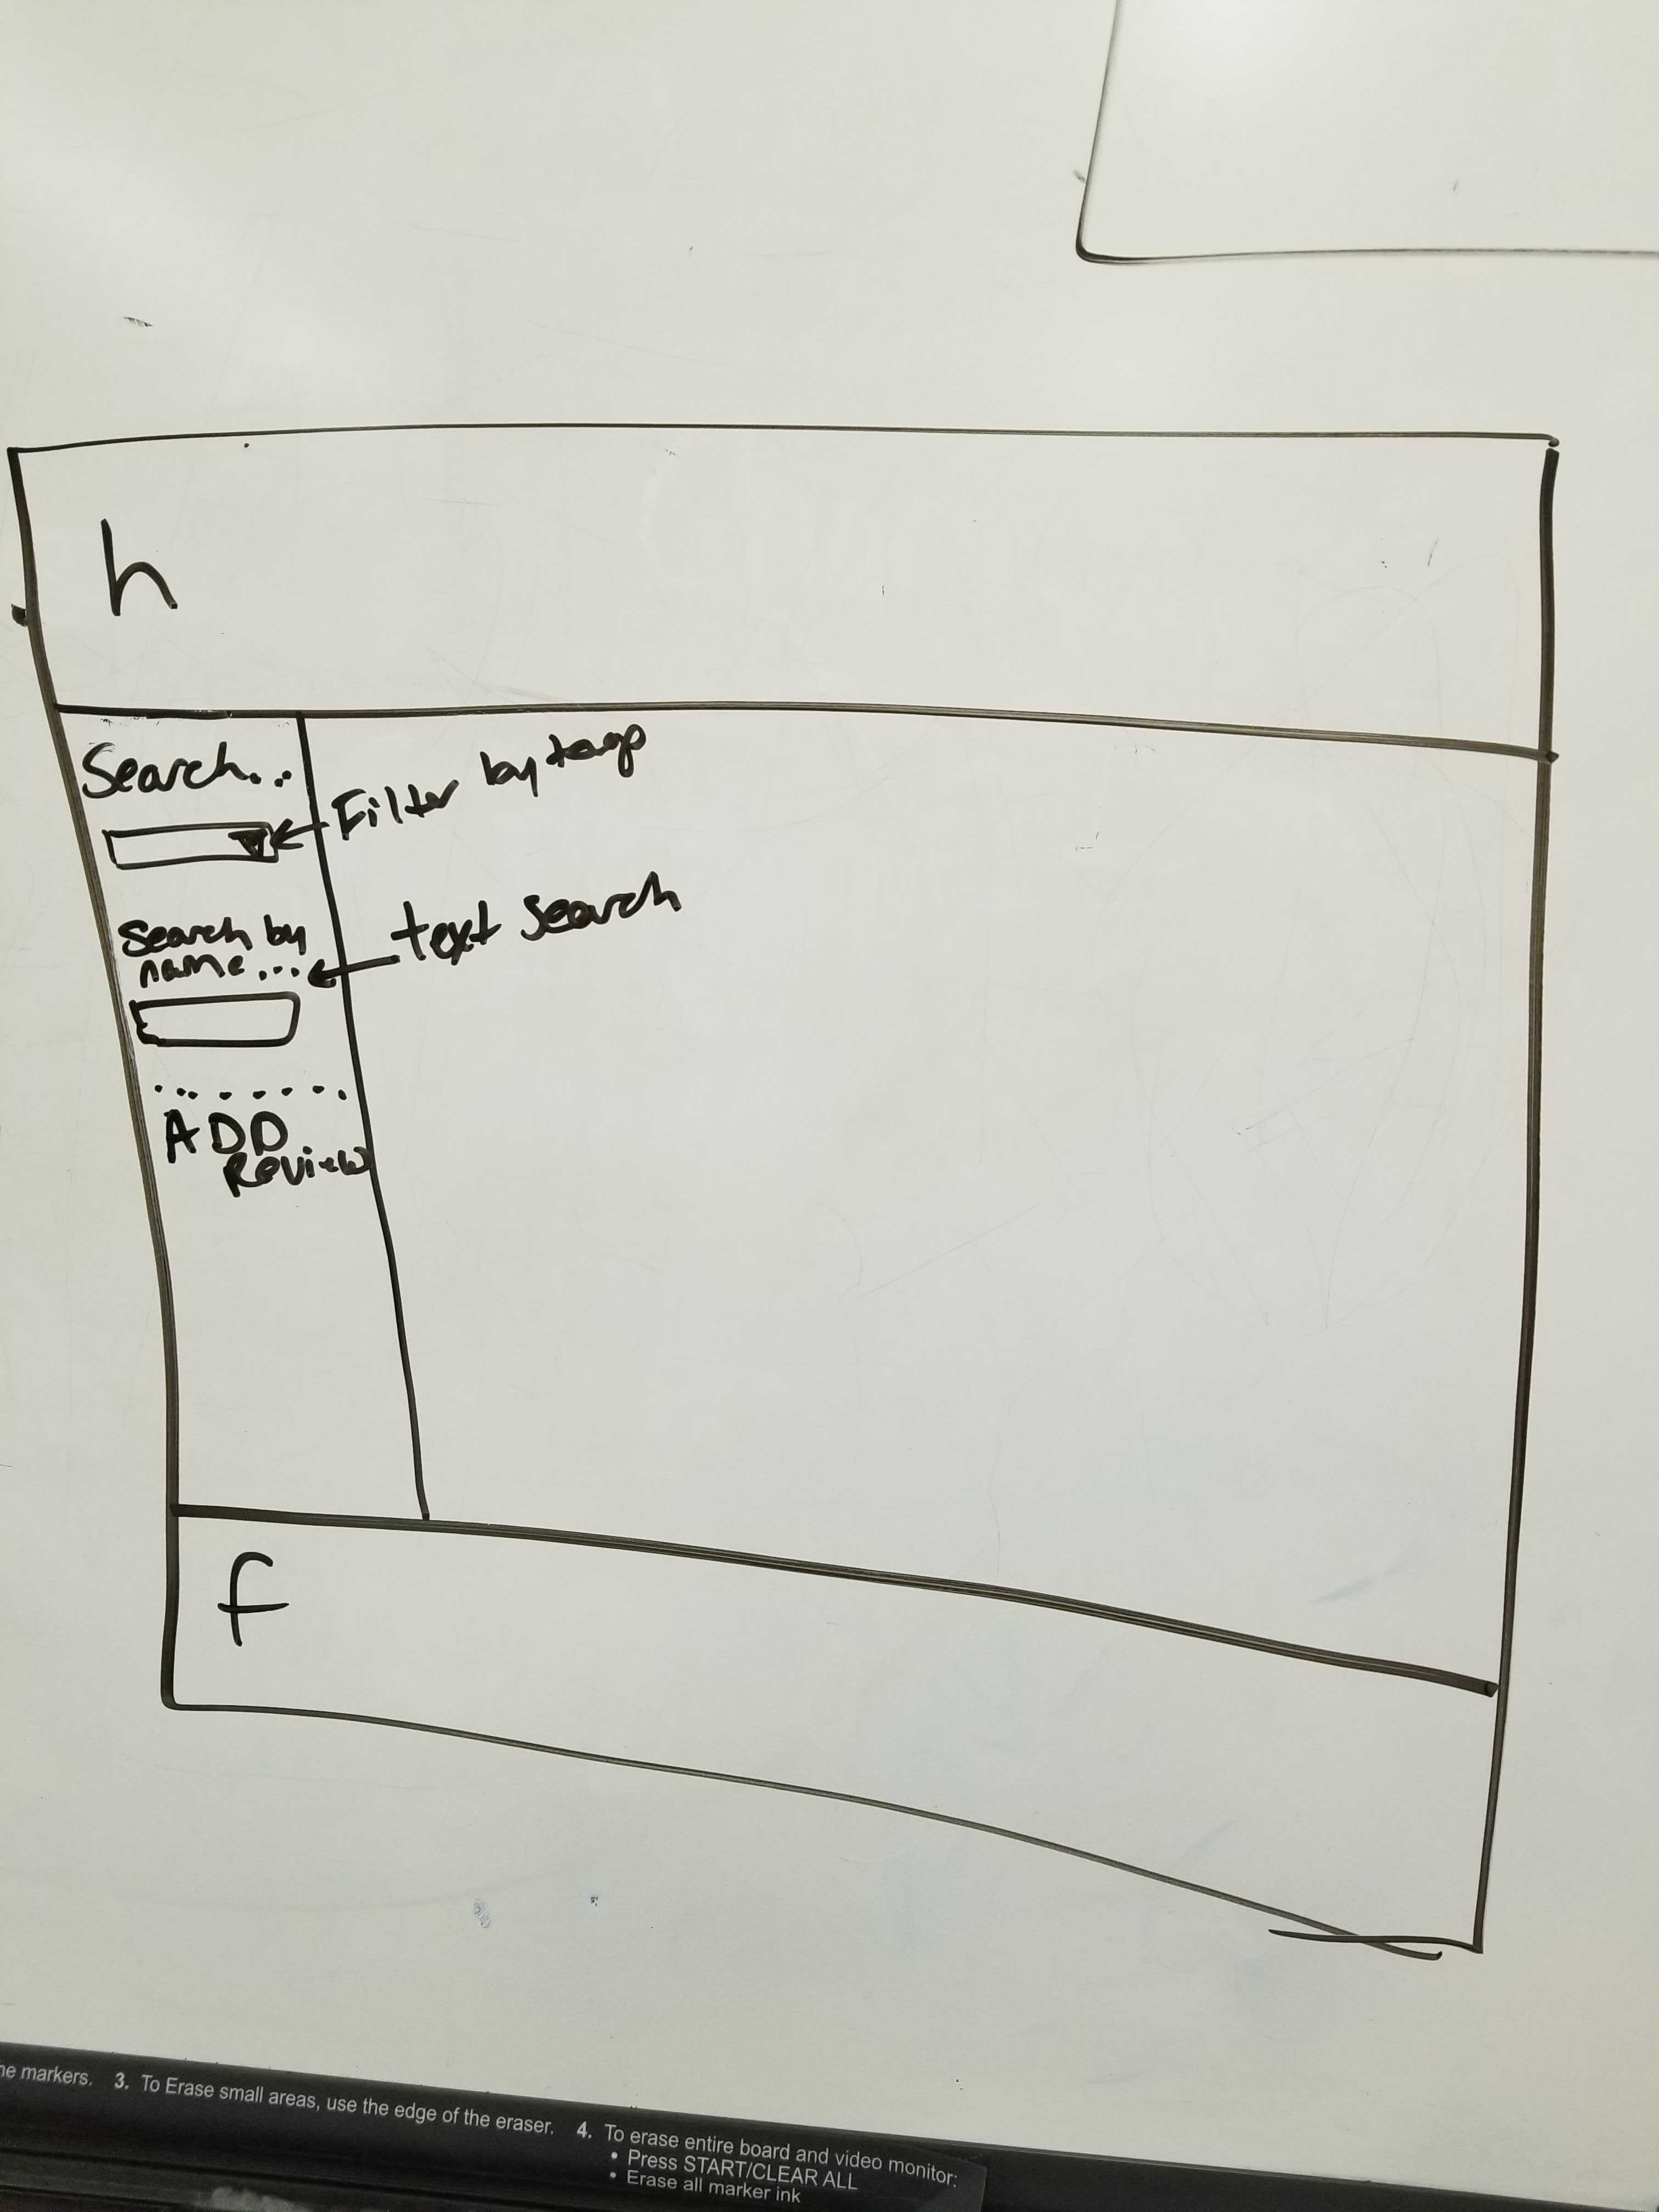 h
Search...
Filter by tags
Search by
name...
text search
ADD
Review
f
he markers. 3. To Erase small areas, use the edge of the eraser. 4. To erase entire board and video monitor:
• Press START/CLEAR ALL
• Erase all marker ink